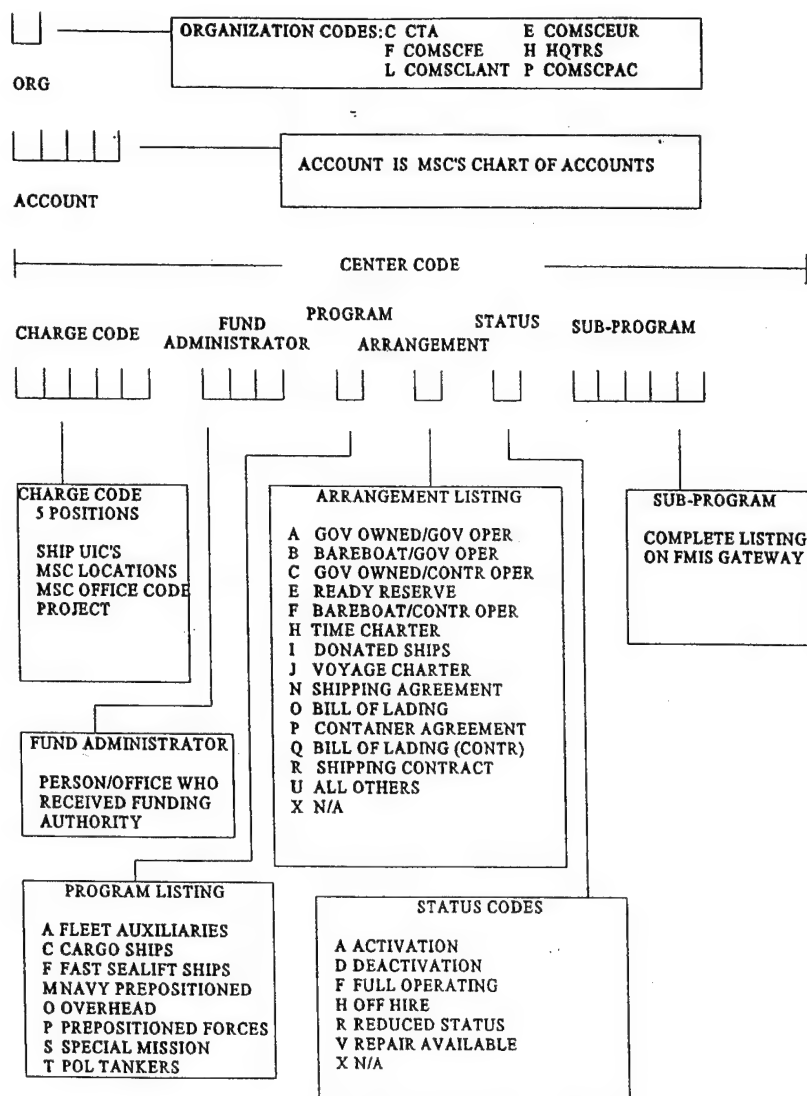 ORGANIZATION CODES: C CTA E COMSCEUR
F COMSCFE H HQTRS
L COMSCLANT P COMSCPAC
ORG
ACCOUNT IS MSC'S CHART OF ACCOUNTS
ACCOUNT
CENTER CODE
CHARGE CODE
FUND
ADMINISTRATOR
PROGRAM
ARRANGEMENT
STATUS
SUB-PROGRAM
CHARGE CODE
5 POSITIONS
SHIP UIC'S
MSC LOCATIONS
MSC OFFICE CODE
PROJECT
ARRANGEMENT LISTING
A GOV OWNED/GOV OPER
B BAREBOAT/GOV OPER
C GOV OWNED/CONTR OPER
E READY RESERVE
F BAREBOAT/CONTR OPER
H TIME CHARTER
I DONATED SHIPS
J VOYAGE CHARTER
N SHIPPING AGREEMENT
O BILL OF LADING
P CONTAINER AGREEMENT
Q BILL OF LADING (CONTR)
R SHIPPING CONTRACT
U ALL OTHERS
X N/A
SUB-PROGRAM
COMPLETE LISTING
ON FMIS GATEWAY
FUND ADMINISTRATOR
PERSON/OFFICE WHO
RECEIVED FUNDING
AUTHORITY
PROGRAM LISTING
A FLEET AUXILIARIES
C CARGO SHIPS
F FAST SEALIFT SHIPS
M NAVY PREPOSITIONED
O OVERHEAD
P PREPOSITIONED FORCES
S SPECIAL MISSION
T POL TANKERS
STATUS CODES
A ACTIVATION
D DEACTIVATION
F FULL OPERATING
H OFF HIRE
R REDUCED STATUS
V REPAIR AVAILABLE
X N/A